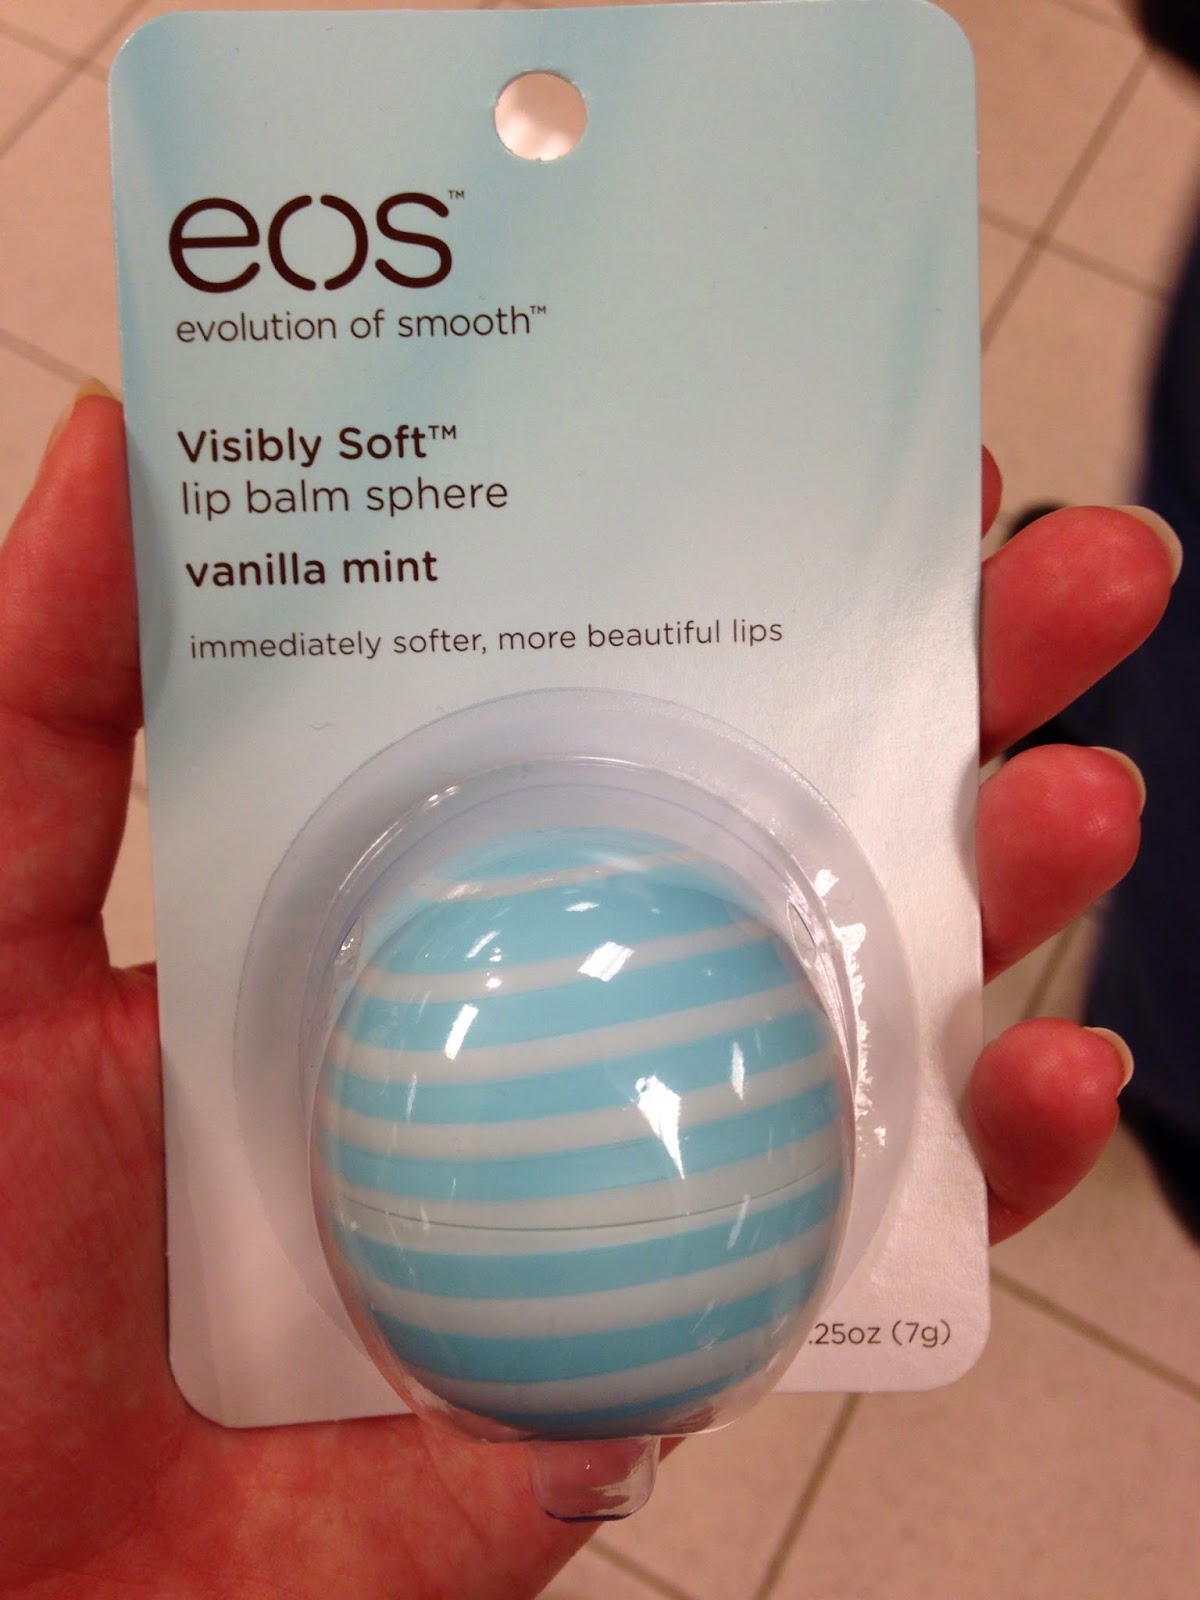 eos™
evolution of smooth™
Visibly Soft™
lip balm sphere
vanilla mint
immediately softer, more beautiful lips
.25oz (7g)